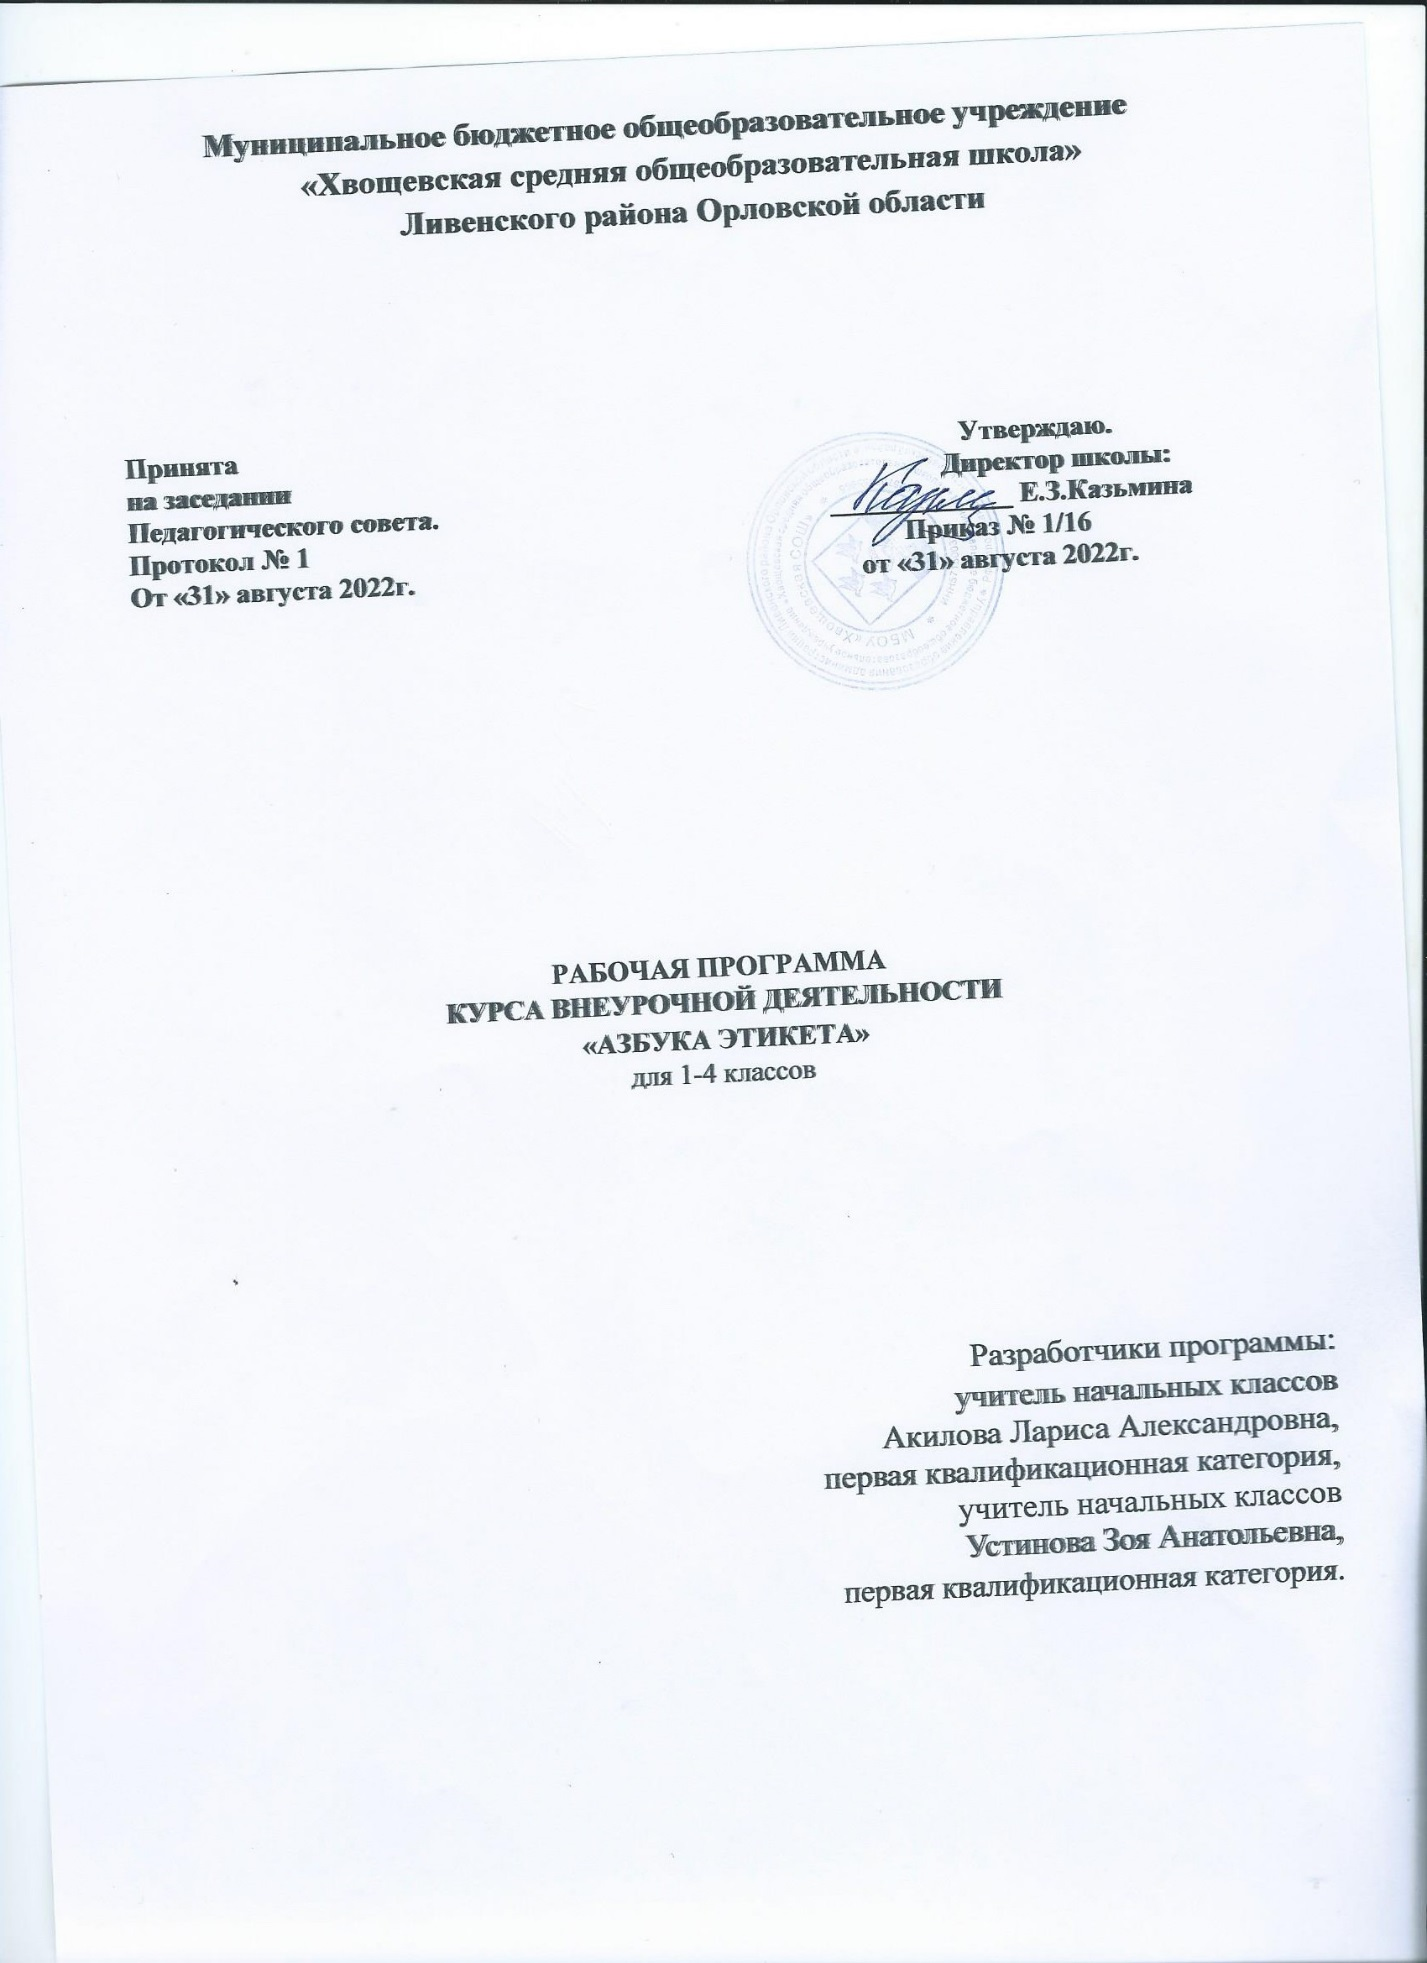 Муниципальное бюджетное общеобразовательное учреждение
«Хвощевская средняя общеобразовательная школа»
Ливенского района Орловской области
Принята
на заседании
Педагогического совета.
Протокол № 1
От «31» августа 2022г.
Утверждаю.
Директор школы:
Е.З.Казьмина
Приказ № 1/16
от «31» августа 2022г.
МБОУ «Хвощевская СОШ»
РАБОЧАЯ ПРОГРАММА
КУРСА ВНЕУРОЧНОЙ ДЕЯТЕЛЬНОСТИ
«АЗБУКА ЭТИКЕТА»
для 1-4 классов
Разработчики программы:
учитель начальных классов
Акилова Лариса Александровна,
первая квалификационная категория,
учитель начальных классов
Устинова Зоя Анатольевна,
первая квалификационная категория.